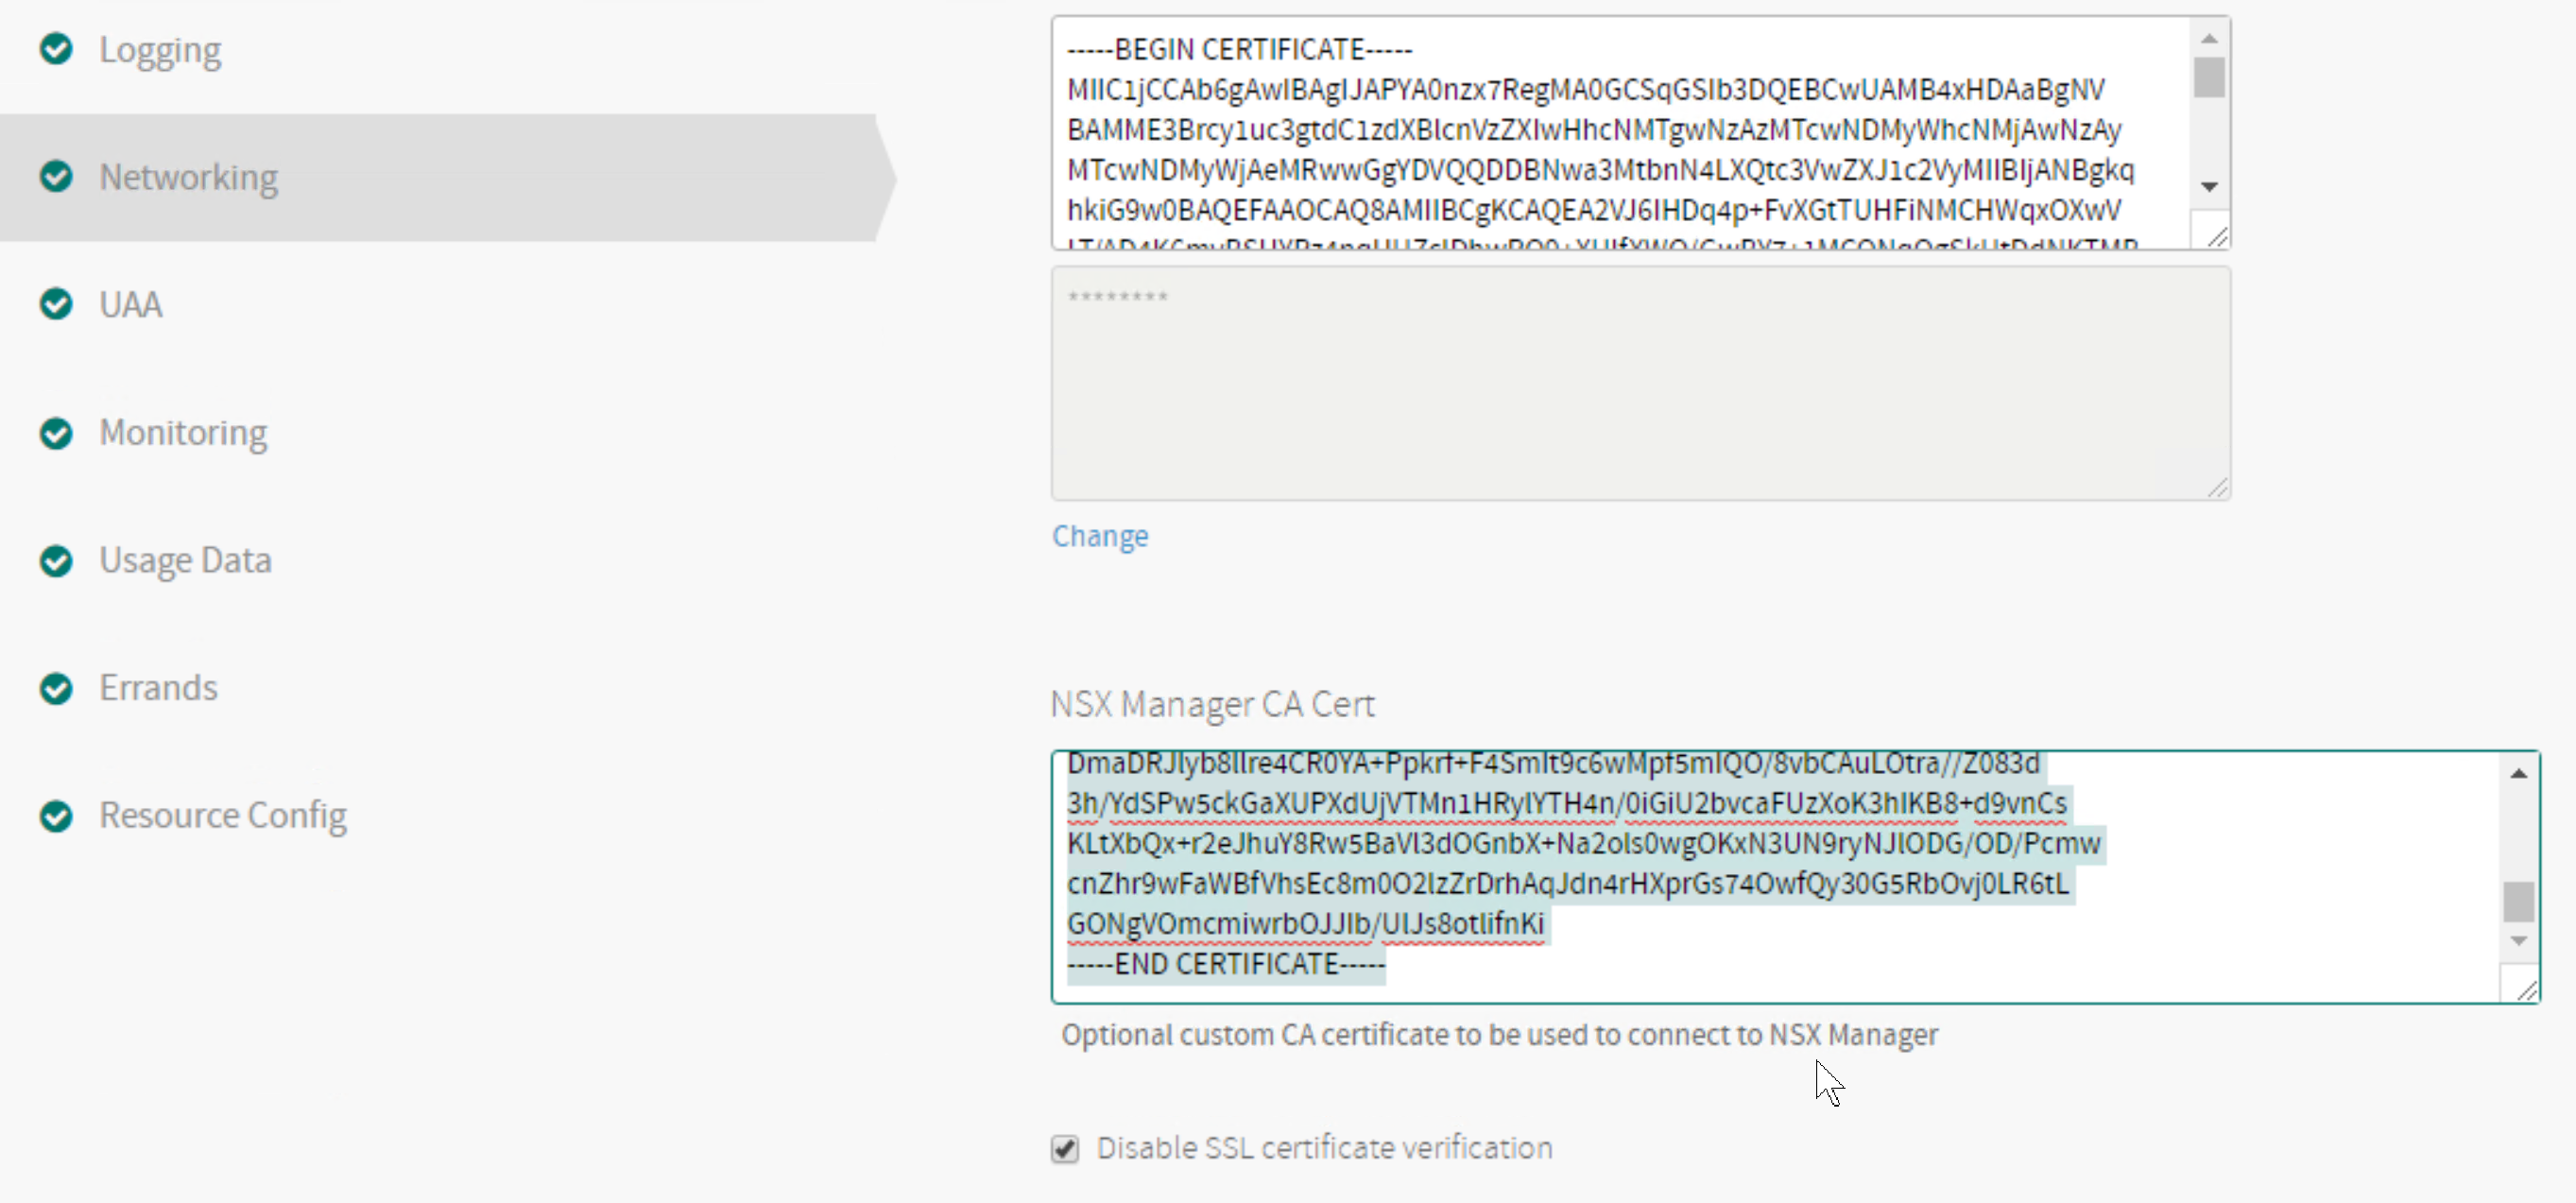 Logging
Networking
UAA
Monitoring
Usage Data
Errands
Resource Config
-----BEGIN CERTIFICATE-----
MIIC1jCCAb6gAwIBAgIJAPYA0nzx7RegMA0GCSqGSIb3DQEBCwUAMB4xHDAaBgNV
BAMME3Brcy1uc3gtdC1zdXBlcnVzZXIwHhcNMTgwNzAzMTcwNDMyWhcNMjAwNzAy
MTcwNDMyWjAeMRwwGgYDVQQDDBNwa3MtbnN4LXQtc3VwZXJ1c2VyMIIBIjANBgkq
hkiG9w0BAQEFAAOCAQ8AMIIBCgKCAQEA2VJ6IHDq4p+FvXGtTUHFiNMCHWqxOXwV
********
Change
NSX Manager CA Cert
DmaDRJlyb8llre4CR0YA+Ppkrf+F4SmIt9c6wMpf5mIQO/8vbCAuLOtra//Z083d
3h/YdSPw5ckGaXUPXdUjVTMn1HRylYTH4n/0iGiU2bvcaFUzXoK3hIKB8+d9vnCs
KLtXbQx+r2eJhuY8Rw5BaVl3dOGnbX+Na2ols0wgOKxN3UN9ryNJlODG/OD/Pcmw
cnZhr9wFaWBfVhsEc8m0O2lzZrDrhAqJdn4rHXprGs74OwfQy30G5RbOvj0LR6tL
GONgVOmcmiwrbOJJIb/UlJs8otlifnKi
-----END CERTIFICATE-----
Optional custom CA certificate to be used to connect to NSX Manager
Disable SSL certificate verification